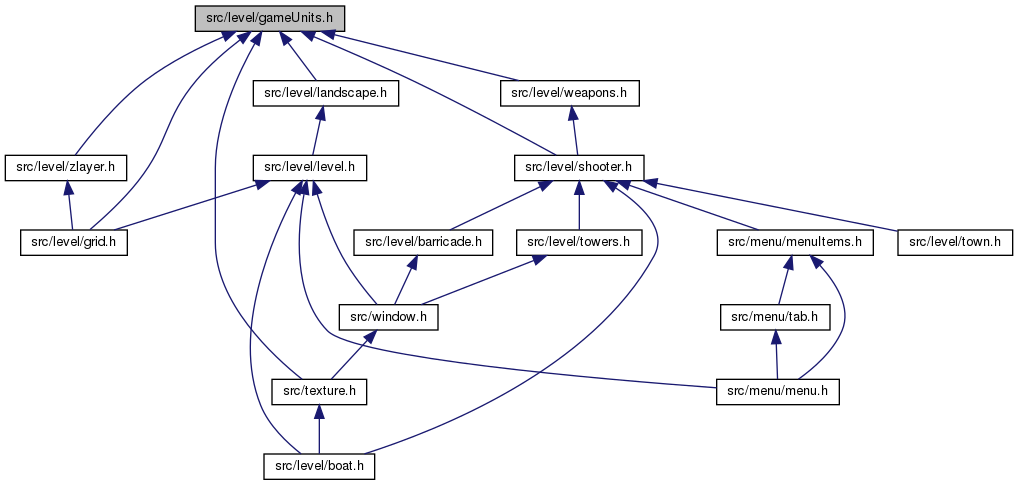 src/level/gameUnits.h
src/level/landscape.h
src/level/weapons.h
src/level/zlayer.h
src/level/level.h
src/level/shooter.h
src/level/grid.h
src/level/barricade.h
src/level/towers.h
src/menu/menuItems.h
src/level/town.h
src/window.h
src/menu/tab.h
src/texture.h
src/menu/menu.h
src/level/boat.h